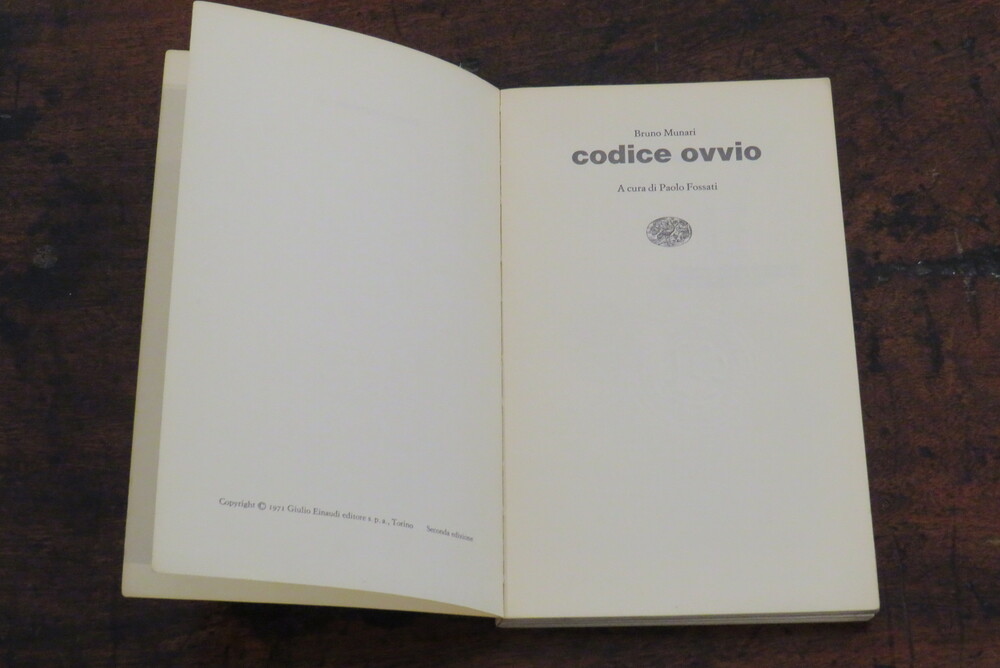 Copyright © 1971 Giulio Einaudi editore s. p. a., Torino Seconda edizione
Bruno Munari
codice ovvio
A cura di Paolo Fossati